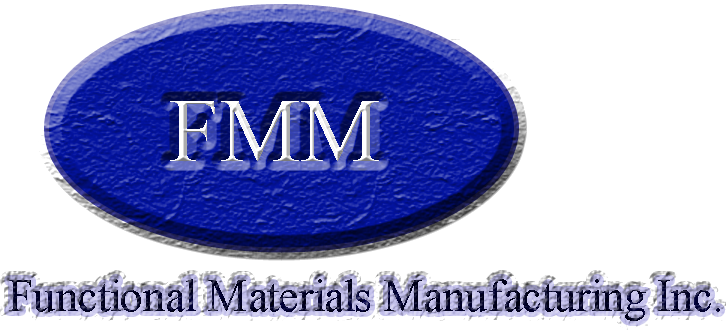 FMM
Functional Materials Manufacturing Inc.